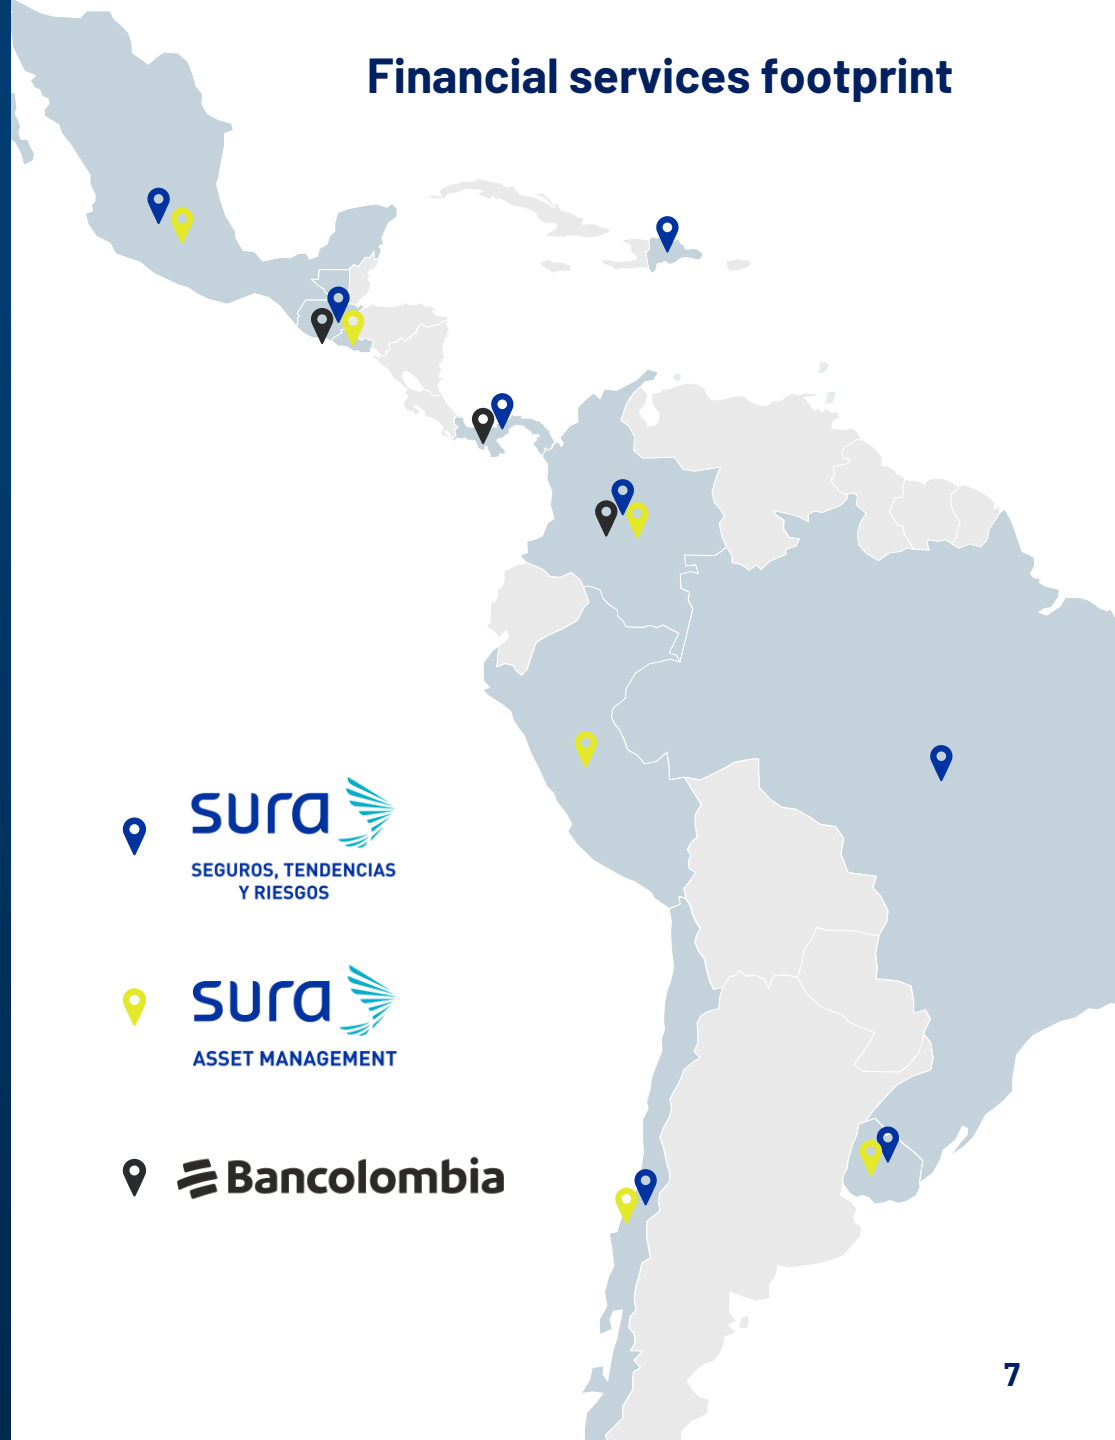 Financial services footprint
sura
SEGUROS, TENDENCIAS
Y RIESGOS
sura
ASSET MANAGEMENT
Bancolombia
7